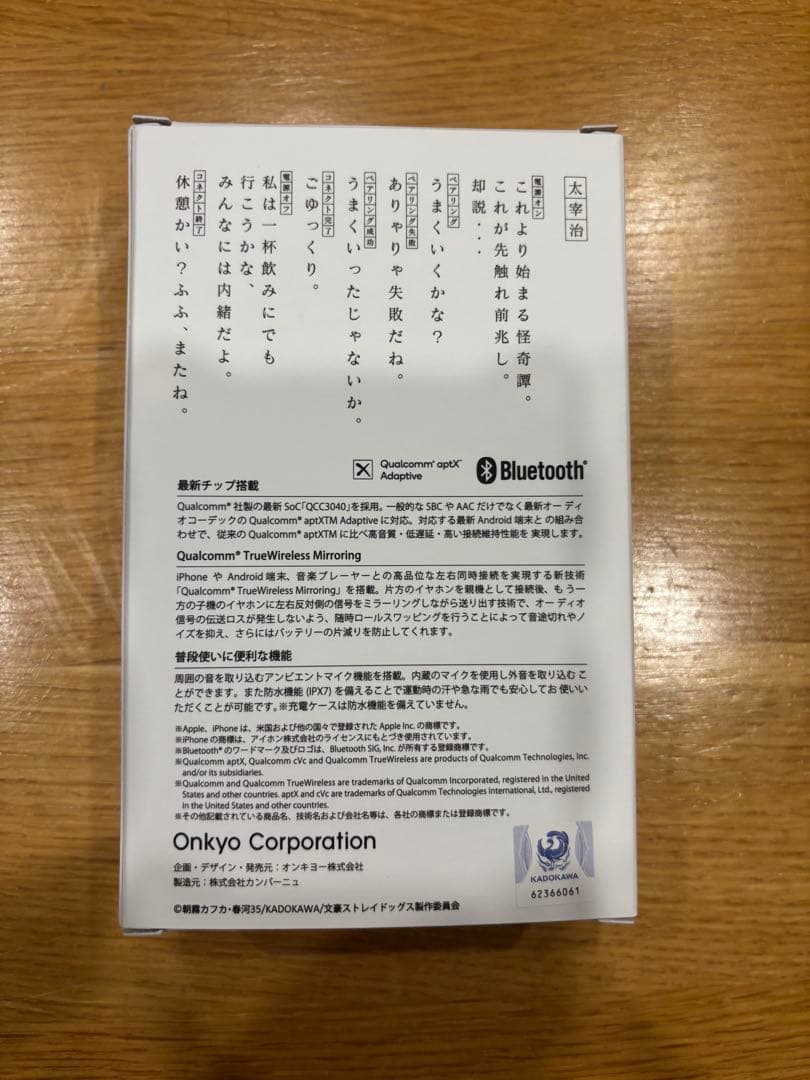 太宰治
電源オン
これより始まる怪奇譚。
これが先触れ前兆し。
却説・・・
ペアリング
うまくいくかな？
ペアリング失敗
ありゃりゃ失敗だね。
ペアリング成功
うまくいったじゃないか。
コネクト完了
ごゆっくり。
電源オフ
私は一杯飲みにでも
行こうかな、
みんなには内緒だよ。
コネクト終了
休憩かい？ふふ、またね。
Qualcomm® aptX™
Adaptive
Bluetooth®
最新チップ搭載
Qualcomm® 社製の最新 SoC「QCC3040」を採用。一般的な SBC や AAC だけでなく最新オー ディ
オコーデックの Qualcomm® aptXTM Adaptive に対応。対応する最新 Android 端末と の組み合
わせで、従来の Qualcomm® aptXTM に比べ高音質・低遅延・高い接続維持性能を 実現します。
Qualcomm® TrueWireless Mirroring
iPhone や Android 端末、音楽プレーヤーとの高品位な左右同時接続を実現する新技術
「Qualcomm® TrueWireless Mirroring」を搭載。片方のイヤホンを親機として接続後、も う一
方の子機のイヤホンに左右反対側の信号をミラーリングしながら送り出す技術で、オー ディオ
信号の伝送ロスが発生しないよう、随時ロールスワッピングを行うことによって音途切れやノ
イズを抑え、さらにはバッテリーの片減りを防止してくれます。
普段使いに便利な機能
周囲の音を取り込むアンビエントマイク機能を搭載。内蔵のマイクを使用し外音を取り込む こ
とができます。また防水機能 (IPX7) を備えることで運動時の汗や急な雨でも安心してお 使いい
ただくことが可能です。※充電ケースは防水機能を備えていません。
※Apple、iPhone は、米国および他の国々で登録された Apple Inc. の商標です。
※iPhone の商標は、アイホン株式会社のライセンスにもとづき使用されています。
※Bluetooth® のワードマーク及びロゴは、Bluetooth SIG, Inc. が所有する登録商標です。
※Qualcomm aptX, Qualcomm cVc and Qualcomm TrueWireless are products of Qualcomm Technologies, Inc.
and/or its subsidiaries.
※Qualcomm and Qualcomm TrueWireless are trademarks of Qualcomm Incorporated, registered in the United
States and other countries. aptX and cVc are trademarks of Qualcomm Technologies International, Ltd., registered
in the United States and other countries.
※その他記載されている商品名、技術名および会社名等は、各社の商標または登録商標です。
Onkyo Corporation
企画・デザイン・発売元：オンキヨー株式会社
製造元：株式会社カンパーニュ
©朝霧カフカ・春河35/KADOKAWA/文豪ストレイドッグス製作委員会
KADOKAWA
62366061